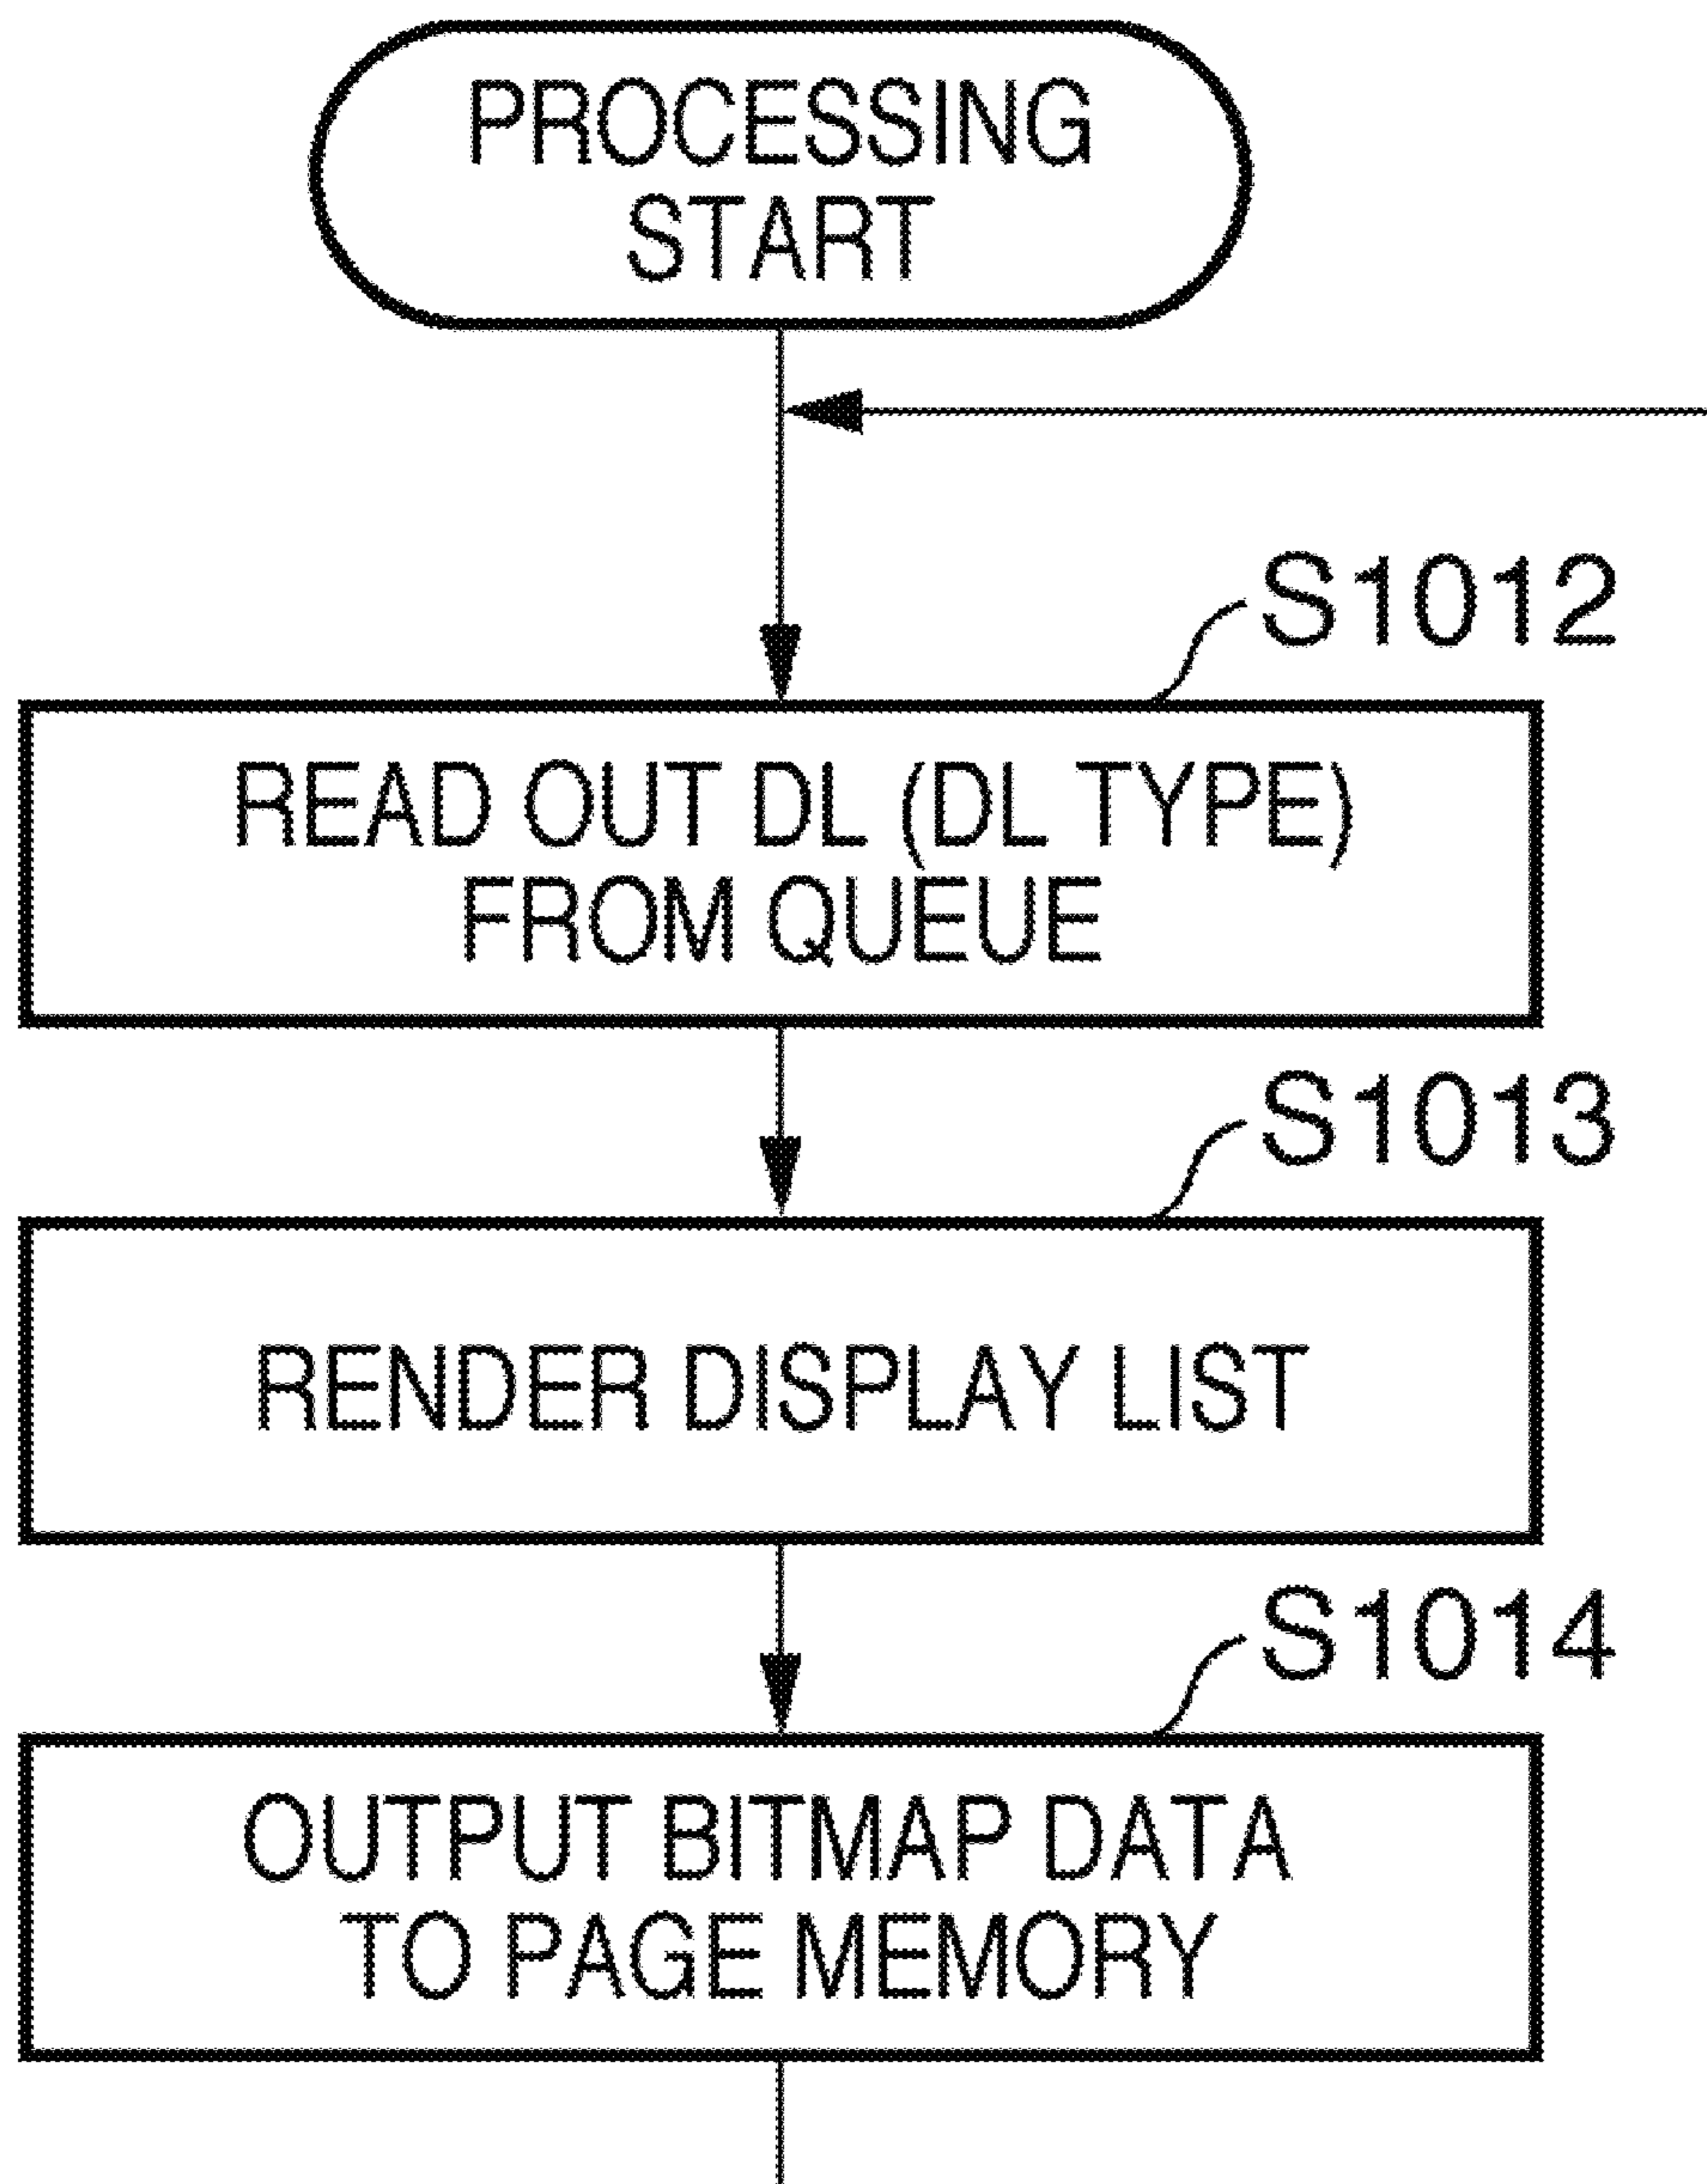 PROCESSING
START
S1012
READ OUT DL (DL TYPE)
FROM QUEUE
S1013
RENDER DISPLAY LIST
S1014
OUTPUT BITMAP DATA
TO PAGE MEMORY